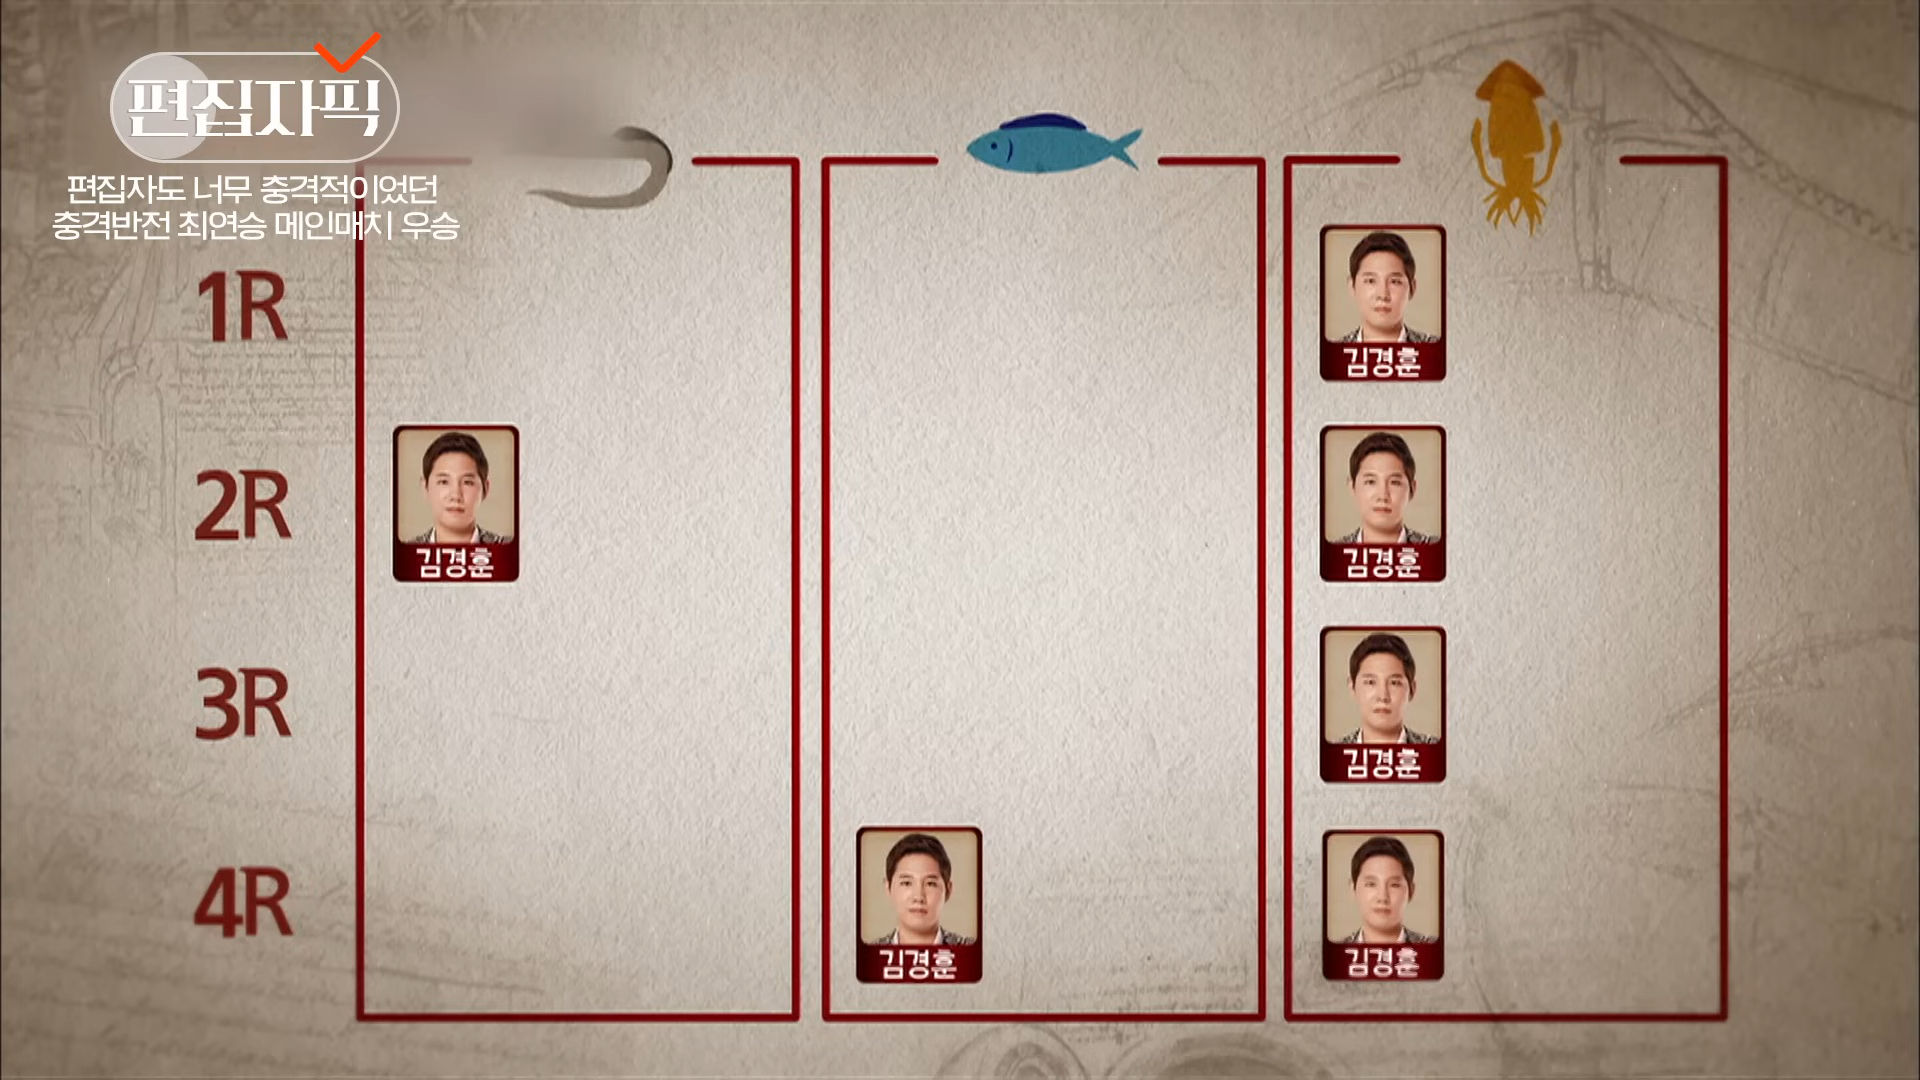 편집자픽
편집자도 너무 충격적이었던
충격반전 최연승 메인매치 우승
1R
김경훈
2R
김경훈
김경훈
3R
김경훈
4R
김경훈
김경훈